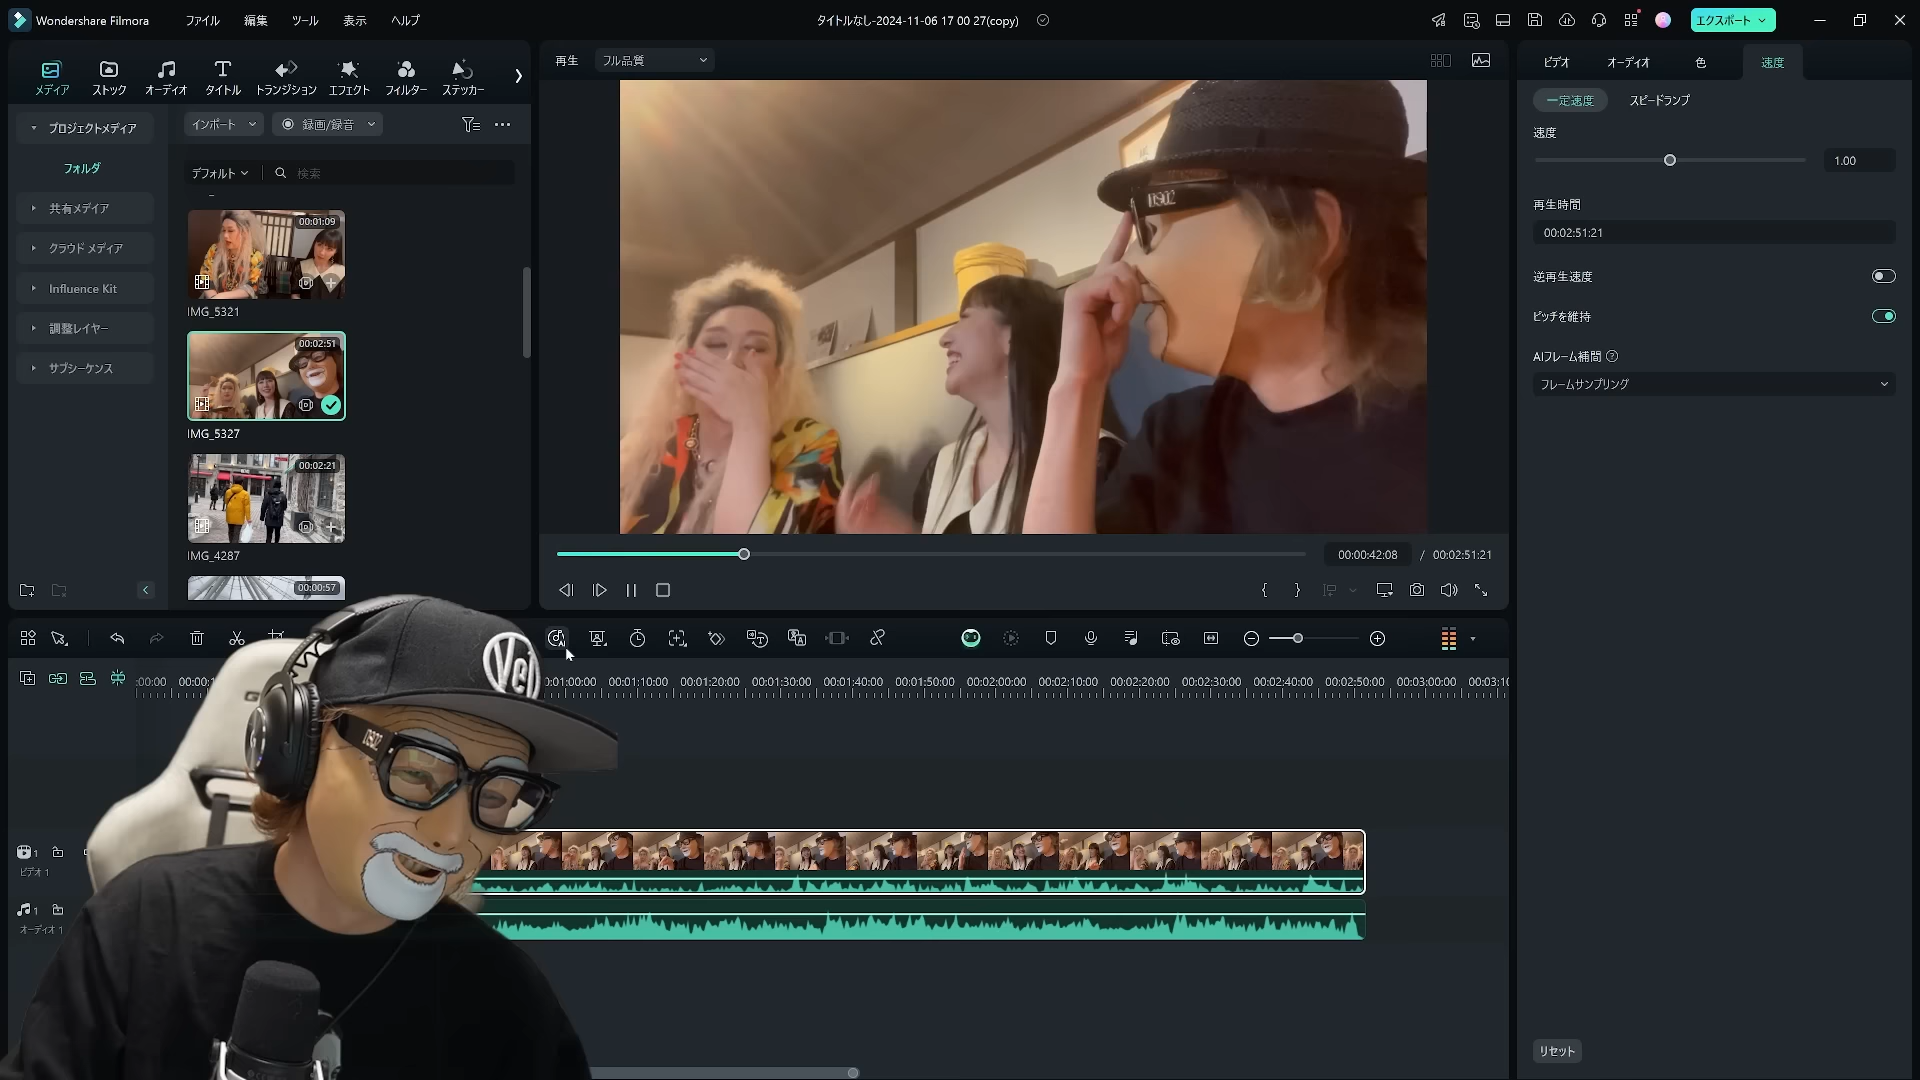 Wondershare Filmora
ファイル
編集
ツール
表示
ヘルプ
タイトルなし-2024-11-06 17 00 27(copy)
エクスポート
メディア
ストック
オーディオ
タイトル
トランジション
エフェクト
フィルター
ステッカー
プロジェクトメディア
フォルダ
共有メデイア
クラウド メディア
Influence Kit
調整レイヤー
サブシーケンス
インポート
録画/録音
デフォルト
検索
00:01:09
IMG_5321
00:02:51
IMG_5327
00:02:21
IMG_4287
00:00:57
再生
フル品質
00:00:42:08
/
00:02:51:21
ビデオ
オーディオ
色
速度
一定速度
スピードランプ
速度
1.00
再生時間
00:02:51:21
逆再生速度
ピッチを維持
AIフレーム補間
フレームサンプリング
リセット
:00:00
00:00:1
0:01:00:00
00:01:10:00
00:01:20:00
00:01:30:00
00:01:40:00
00:01:50:00
00:02:00:00
00:02:10:00
00:02:20:00
00:02:30:00
00:02:40:00
00:02:50:00
00:03:00:00
00:03:10
1
ビデオ 1
1
オーディオ 1